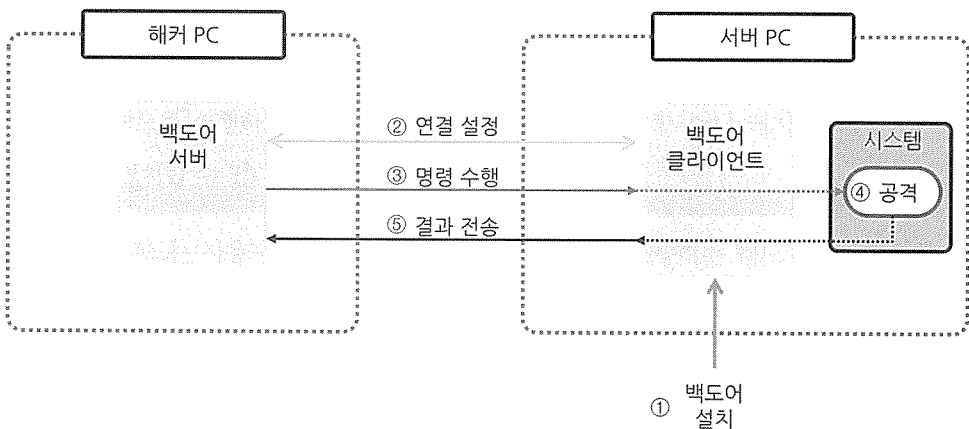 해커 PC
서버 PC
백도어
서버
② 연결 설정
백도어
클라이언트
시스템
③ 명령 수행
④ 공격
⑤ 결과 전송
① 백도어
설치